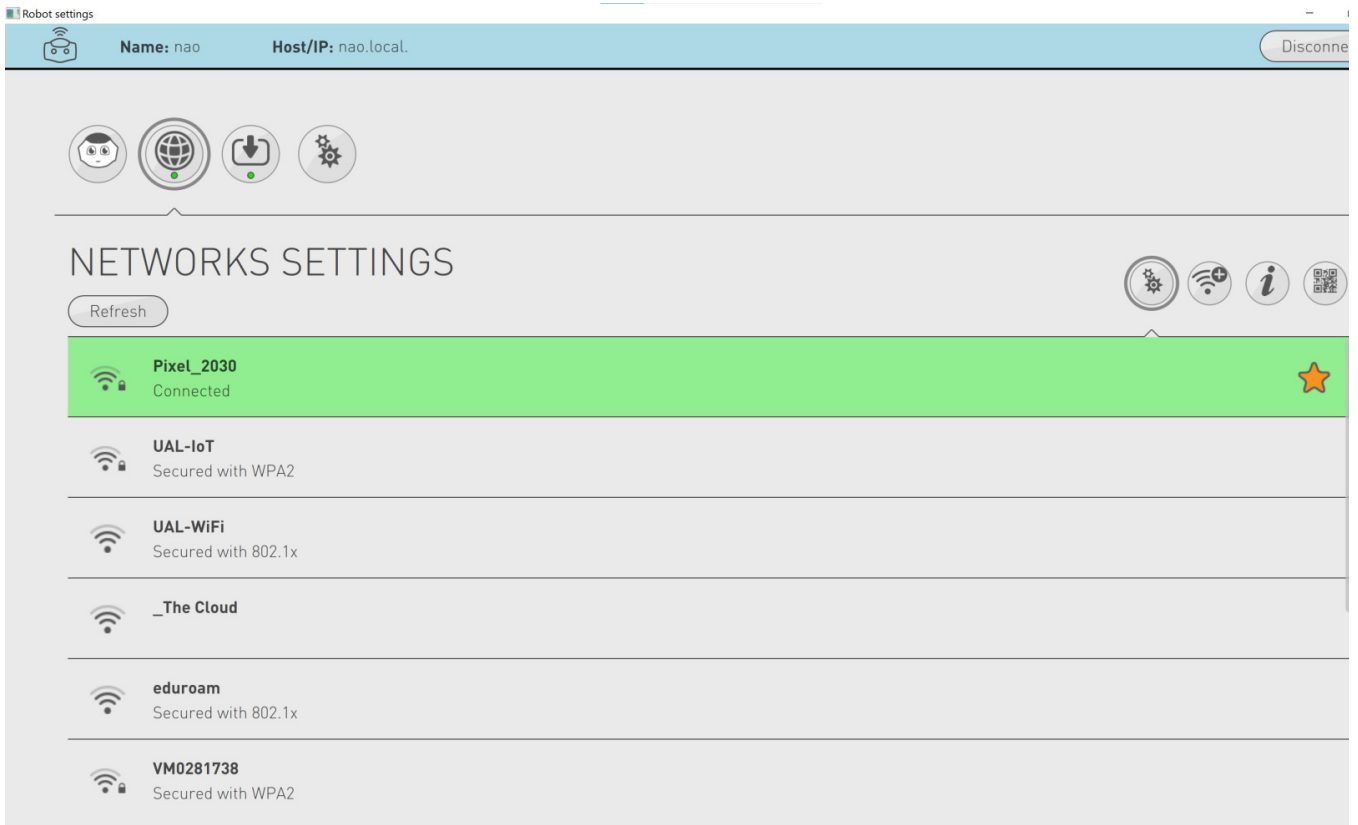 Robot settings
Name: nao Host/IP: nao.local.
Disconne
NETWORKS SETTINGS
Refresh
Pixel_2030
Connected
UAL-IoT
Secured with WPA2
UAL-WiFi
Secured with 802.1x
_The Cloud
eduroam
Secured with 802.1x
VM0281738
Secured with WPA2